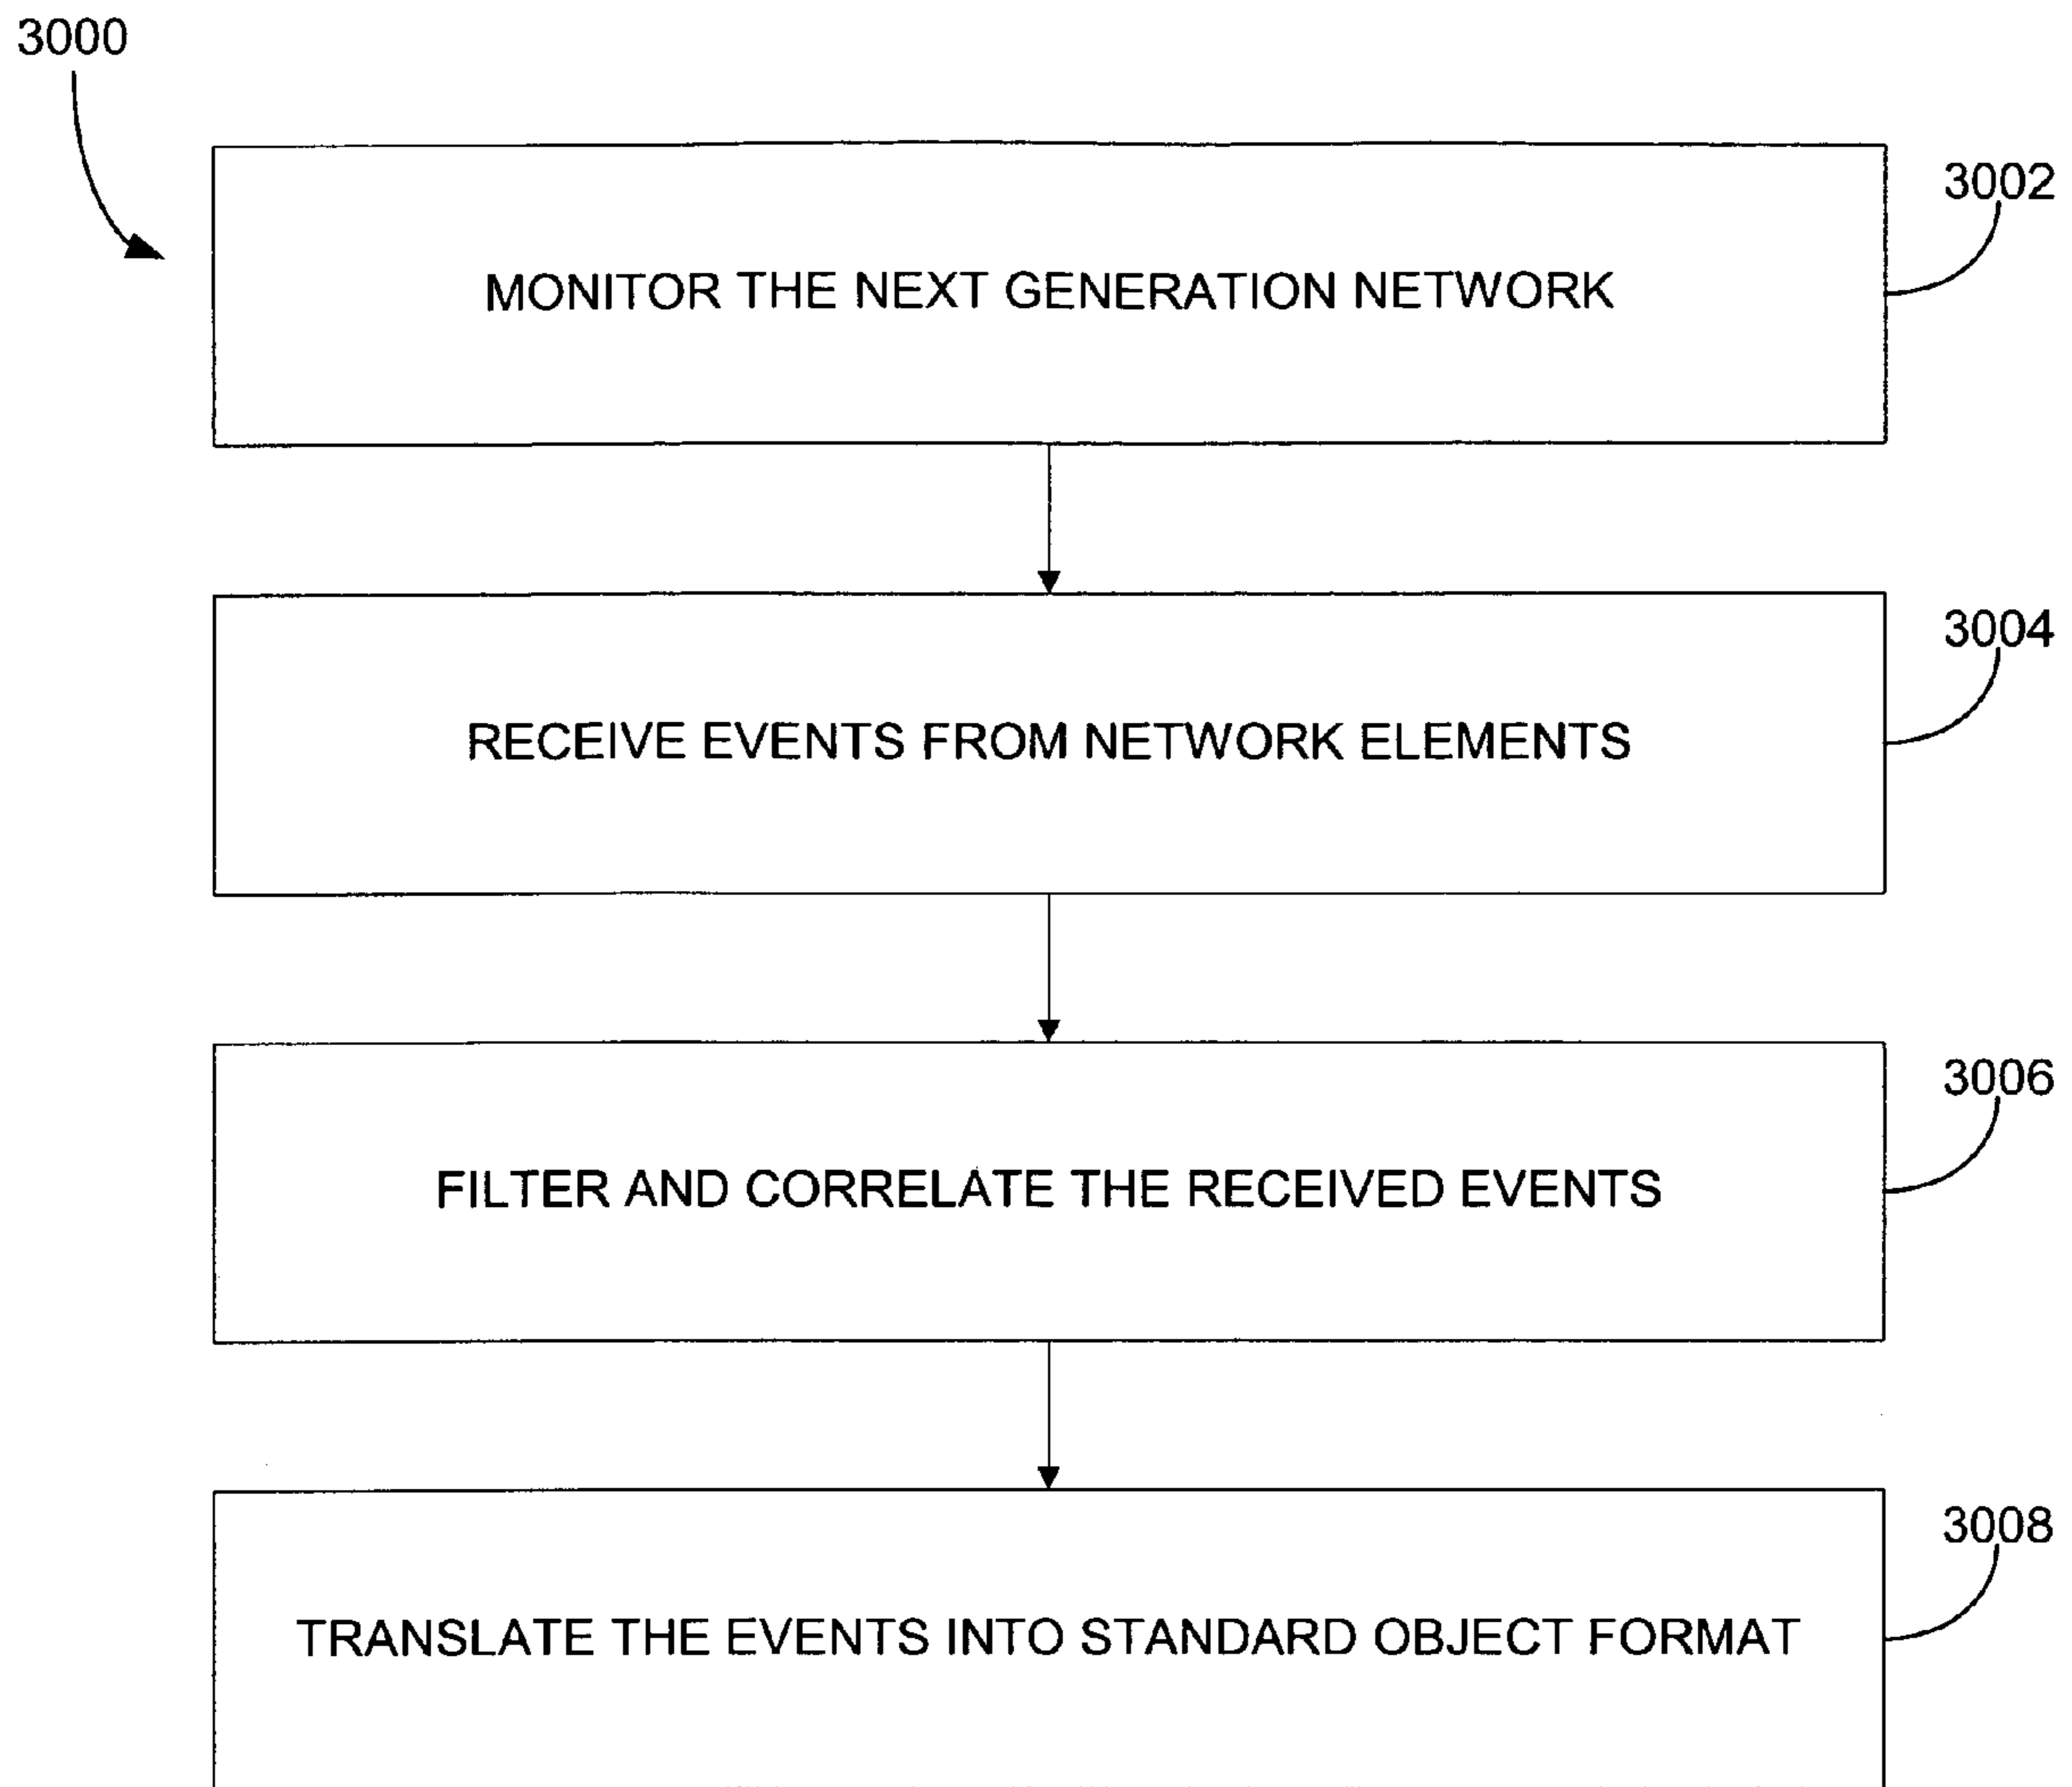 3000
3002
MONITOR THE NEXT GENERATION NETWORK
3004
RECEIVE EVENTS FROM NETWORK ELEMENTS
3006
FILTER AND CORRELATE THE RECEIVED EVENTS
3008
TRANSLATE THE EVENTS INTO STANDARD OBJECT FORMAT